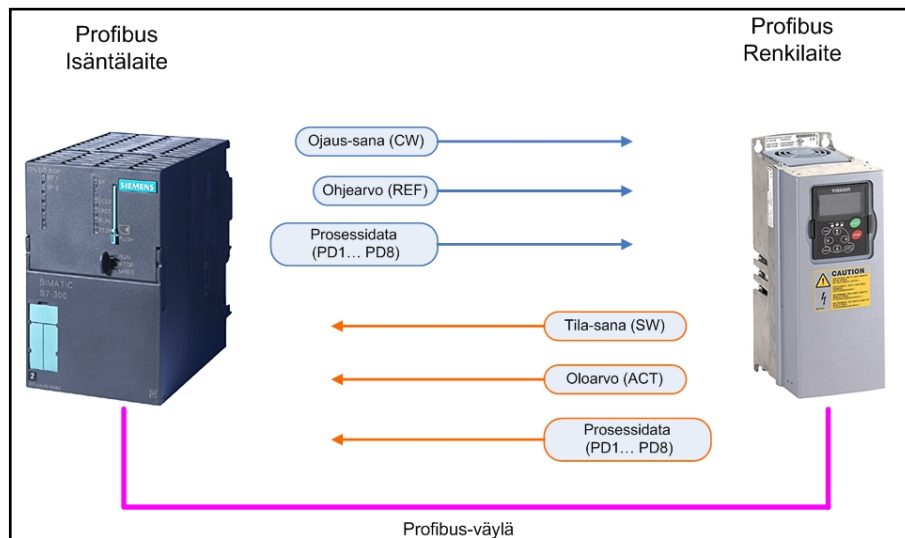 Profibus
Isäntälaite
Profibus
Renkilaite
Ojaus-sana (CW)
Ohjearvo (REF)
Prosessidata
(PD1... PD8)
Tila-sana (SW)
Oloarvo (ACT)
Prosessidata
(PD1... PD8)
SIEMENS
SIMATIC
S7-300
2
vacon
CAUTION
Profibus-väylä